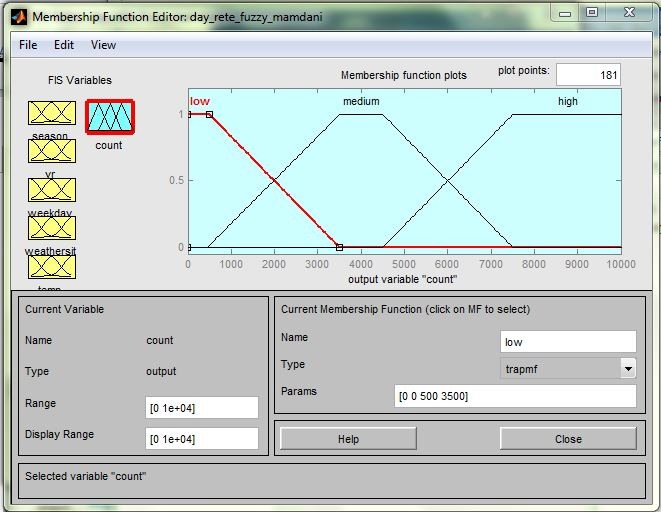 Membership Function Editor: day_rete_fuzzy_mamdani
File Edit View
FIS Variables
season
yr
weekday
weathersit
temp
count
Membership function plots
plot points: 181
low medium high
1
0.5
0
0 1000 2000 3000 4000 5000 6000 7000 8000 9000 10000
output variable "count"
Current Variable
Name count
Type output
Range [0 1e+04]
Display Range [0 1e+04]
Current Membership Function (click on MF to select)
Name low
Type trapmf
Params [0 0 500 3500]
Help Close
Selected variable "count"